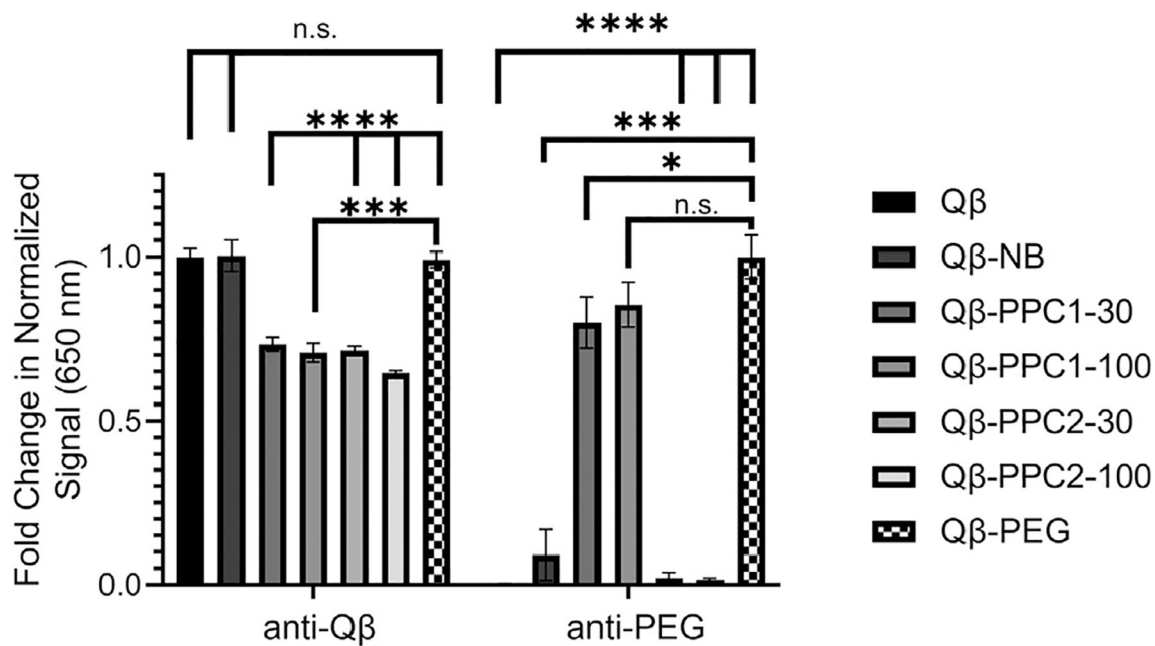 n.s.
****
****
***
***
*
n.s.
Fold Change in Normalized
Signal (650 nm)
1.0
0.5
0.0
anti-Qβ
anti-PEG
Qβ
Qβ-NB
Qβ-PPC1-30
Qβ-PPC1-100
Qβ-PPC2-30
Qβ-PPC2-100
Qβ-PEG